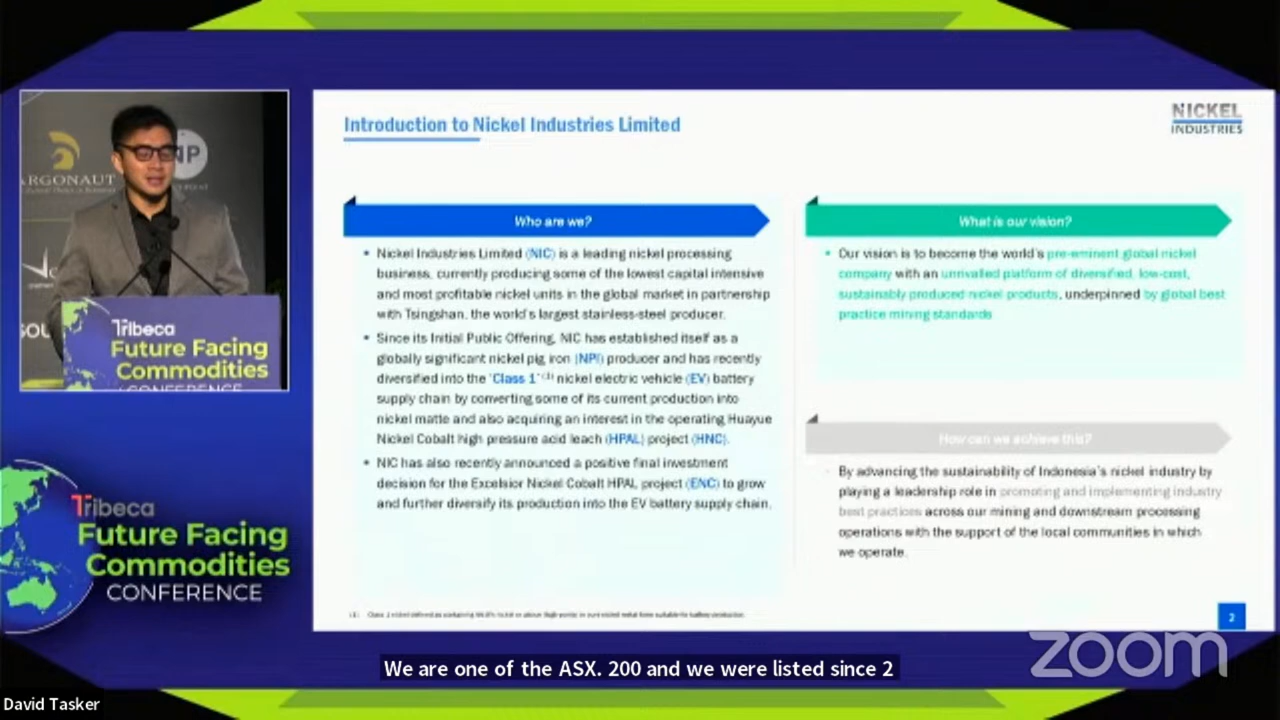 ARGONAUT
NP
SOU
Tribeca
Future Facing
Commodities
CONFERENCE
Tribeca
Future Facing
Commodities
CONFERENCE
Introduction to Nickel Industries Limited
NICKEL
INDUSTRIES
Who are we?
• Nickel Industries Limited (NIC) is a leading nickel processing
business, currently producing some of the lowest capital intensive
and most profitable nickel units in the global market in partnership
with Tsingshan, the world's largest stainless-steel producer.
• Since its Initial Public Offering, NIC has established itself as a
globally significant nickel pig iron (NPI) producer and has recently
diversified into the 'Class 1' (1) nickel electric vehicle (EV) battery
supply chain by converting some of its current production into
nickel matte and also acquiring an interest in the operating Huayue
Nickel Cobalt high pressure acid leach (HPAL) project (HNC).
• NIC has also recently announced a positive final investment
decision for the Excelsior Nickel Cobalt HPAL project (ENC) to grow
and further diversify its production into the EV battery supply chain.
What is our vision?
• Our vision is to become the world's pre-eminent global nickel
company with an unrivalled platform of diversified, low-cost,
sustainably produced nickel products, underpinned by global best
practice mining standards
How can we achieve this?
By advancing the sustainability of Indonesia's nickel industry by
playing a leadership role in promoting and implementing industry
best practices across our mining and downstream processing
operations with the support of the local communities in which
we operate.
2
zoom
We are one of the ASX. 200 and we were listed since 2
David Tasker